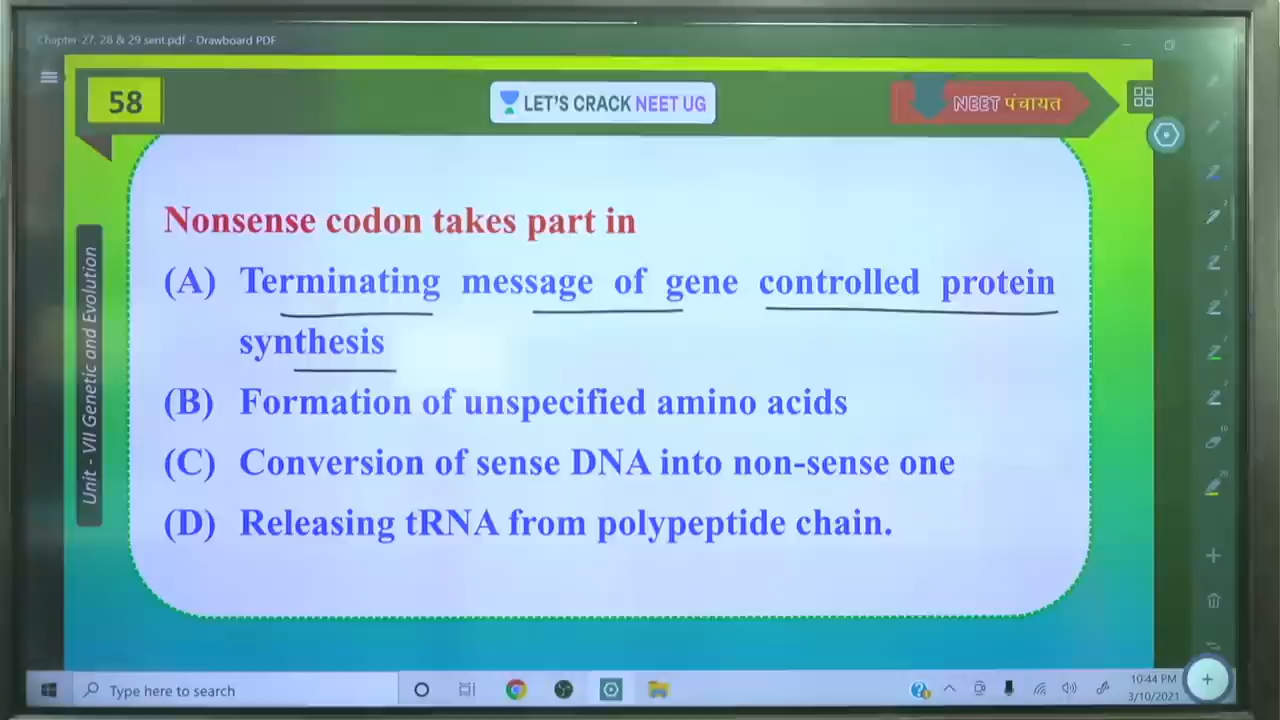 Chapter-27, 28 & 29 sent.pdf - Drawboard PDF
58
LET'S CRACK NEET UG
NEET पंचायत
Unit - VII Genetic and Evolution
Nonsense codon takes part in
(A) Terminating message of gene controlled protein
synthesis
(B) Formation of unspecified amino acids
(C) Conversion of sense DNA into non-sense one
(D) Releasing tRNA from polypeptide chain.
Type here to search
10:44 PM
3/10/2021